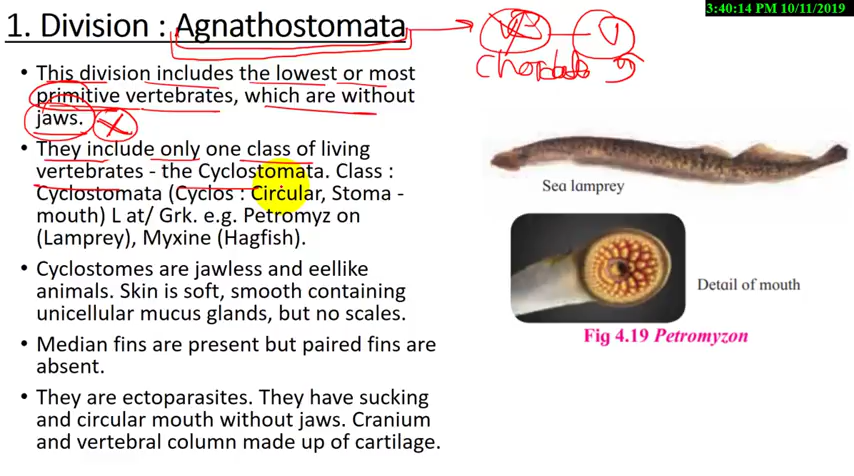 3:40:14 PM 10/11/2019
1. Division : Agnathostomata
• This division includes the lowest or most
primitive vertebrates, which are without
jaws.
• They include only one class of living
vertebrates - the Cyclostomata. Class :
Cyclostomata (Cyclos : Circular, Stoma -
mouth) L at/ Grk. e.g. Petromyz on
(Lamprey), Myxine (Hagfish).
• Cyclostomes are jawless and eellike
animals. Skin is soft, smooth containing
unicellular mucus glands, but no scales.
• Median fins are present but paired fins are
absent.
• They are ectoparasites. They have sucking
and circular mouth without jaws. Cranium
and vertebral column made up of cartilage.
Sea lamprey
Detail of mouth
Fig 4.19 Petromyzon